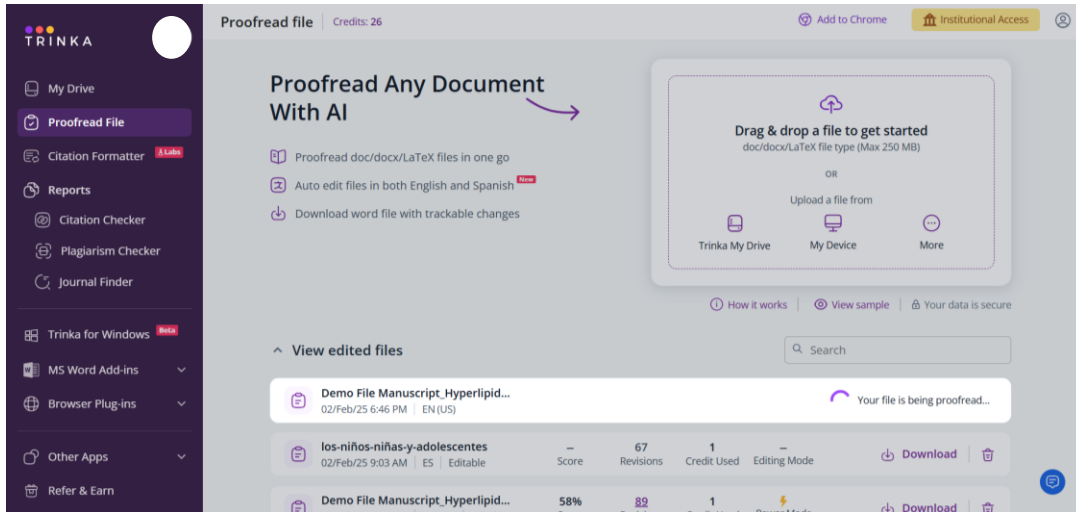 TRINKA
My Drive
Proofread File
Citation Formatter Labs
Reports
Citation Checker
Plagiarism Checker
Journal Finder
Trinka for Windows Beta
MS Word Add-ins
Browser Plug-ins
Other Apps
Refer & Earn
Proofread file Credits: 26
Add to Chrome
Institutional Access
Proofread Any Document
With AI
Proofread doc/docx/LaTeX files in one go
Auto edit files in both English and Spanish New
Download word file with trackable changes
Drag & drop a file to get started
doc/docx/LaTeX file type (Max 250 MB)
OR
Upload a file from
Trinka My Drive My Device More
How it works View sample Your data is secure
View edited files
Search
Demo File Manuscript_Hyperlipid...
02/Feb/25 6:46 PM EN (US)
Your file is being proofread...
los-niños-niñas-y-adolescentes
02/Feb/25 9:03 AM ES Editable
– 67 1 –
Score Revisions Credit Used Editing Mode
Download
Demo File Manuscript_Hyperlipid...
58% 89 1
Download